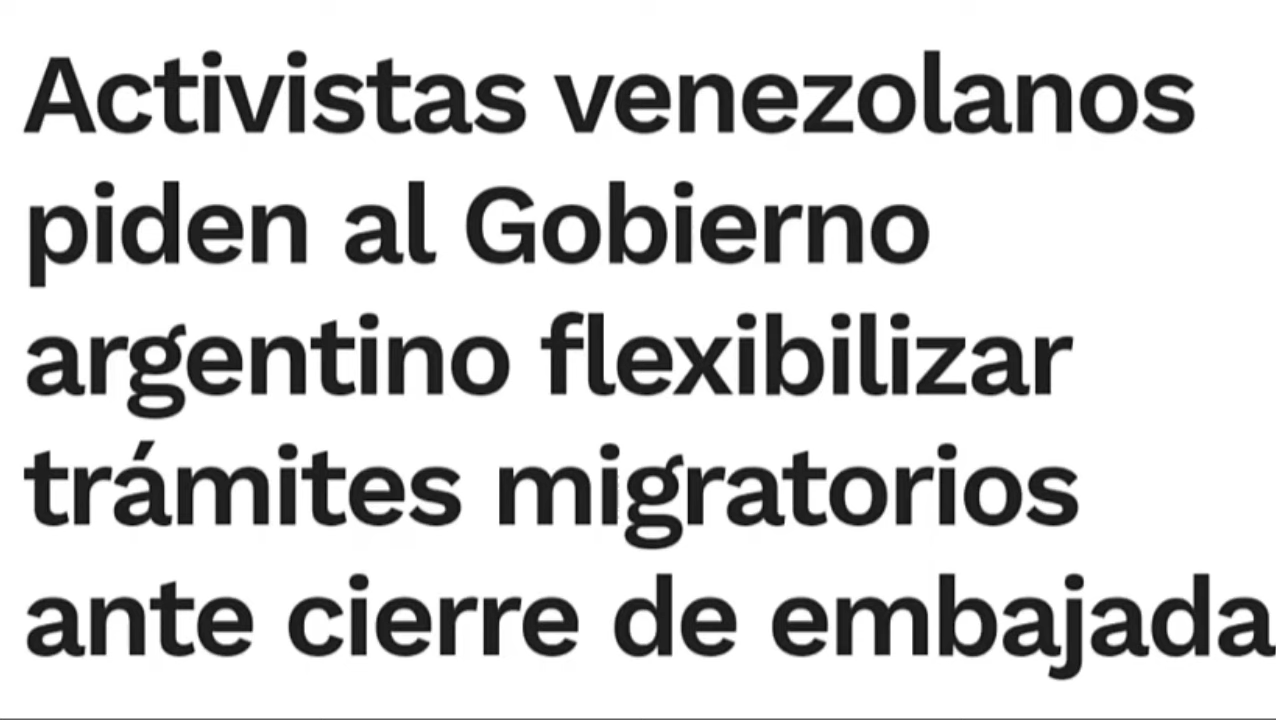 Activistas venezolanos
piden al Gobierno
argentino flexibilizar
trámites migratorios
ante cierre de embajada